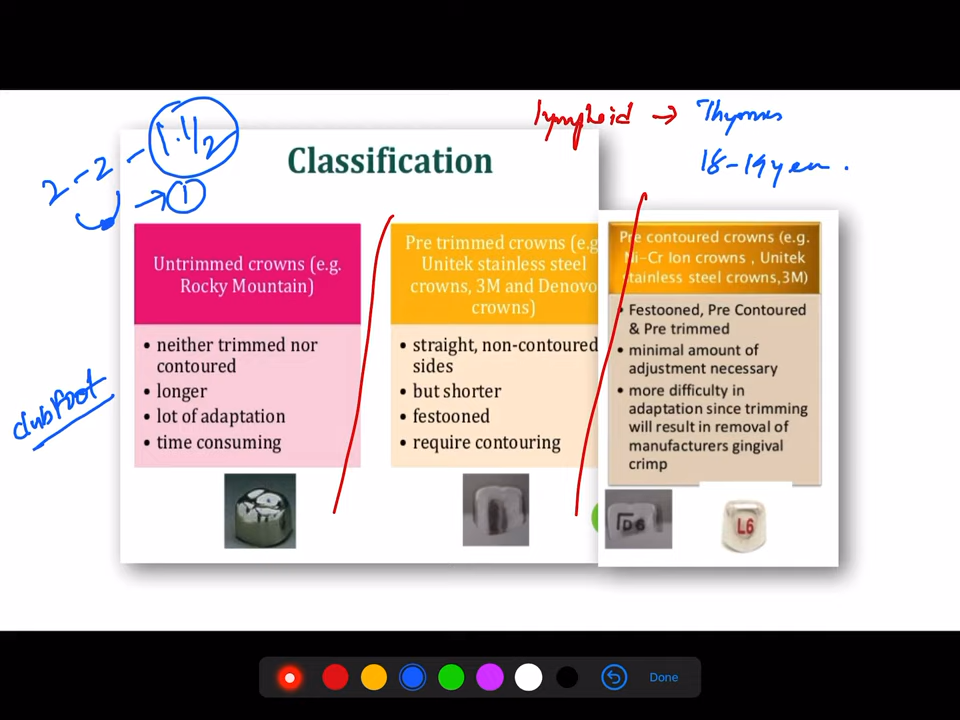 2 - 2 - 1.1/2
→ 1
lymphoid → Thymus
18-19 year.
Classification
Untrimmed crowns (e.g.
Rocky Mountain)
• neither trimmed nor
contoured
• longer
• lot of adaptation
• time consuming
Pre trimmed crowns (e.g
Unitek stainless steel
crowns, 3M and Denovo
crowns)
• straight, non-contoured
sides
• but shorter
• festooned
• require contouring
Pre contoured crowns (e.g.
Ni-Cr Ion crowns , Unitek
stainless steel crowns,3M)
• Festooned, Pre Contoured
& Pre trimmed
• minimal amount of
adjustment necessary
• more difficulty in
adaptation since trimming
will result in removal of
manufacturers gingival
crimp
club foot
D6
L6
Done